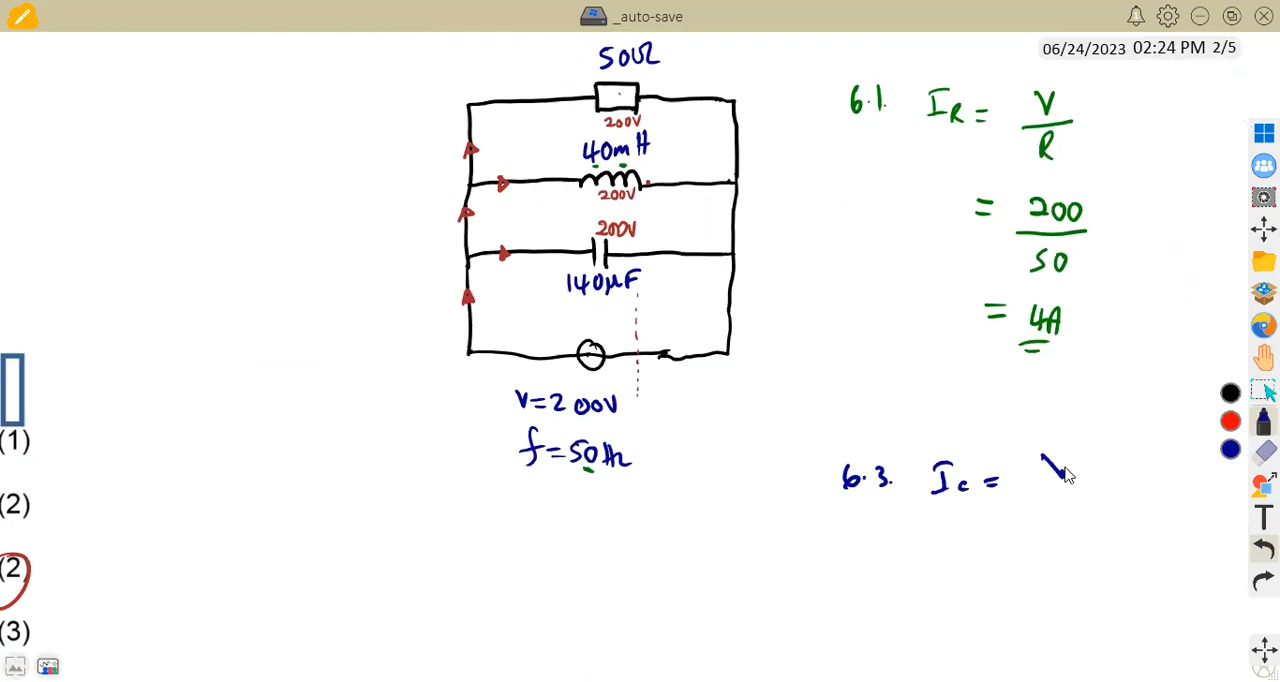 _auto-save
06/24/2023 02:24 PM 2/5
50Ω
200V
40mH
200V
200V
140μF
V=200V
f=50Hz
6.1. I_R = V/R
= 200/50
= 4A
6.3. I_C =
(1)
(2)
(2)
(3)
T